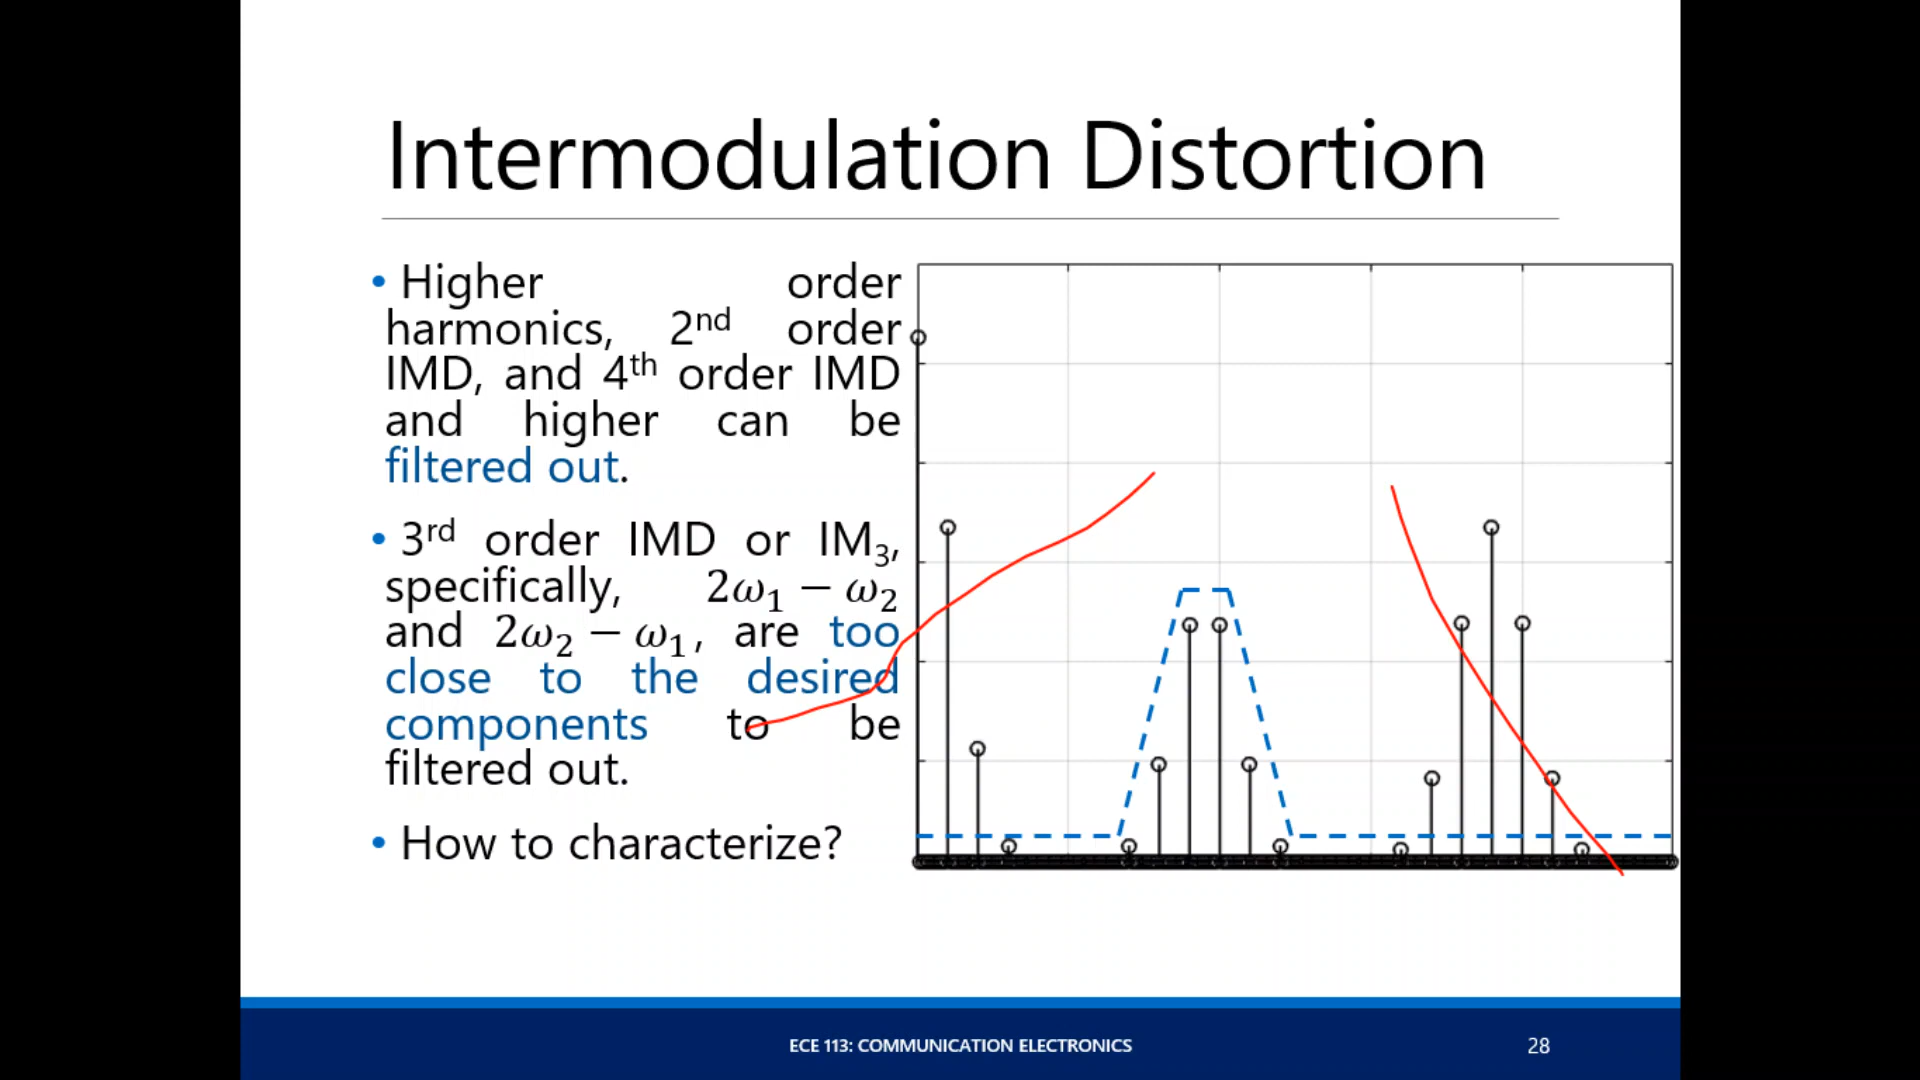 Intermodulation Distortion
• Higher order
harmonics, 2nd order
IMD, and 4th order IMD
and higher can be
filtered out.
• 3rd order IMD or IM₃,
specifically, 2ω₁ − ω₂
and 2ω₂ − ω₁, are too
close to the desired
components to be
filtered out.
• How to characterize?
ECE 113: COMMUNICATION ELECTRONICS
28